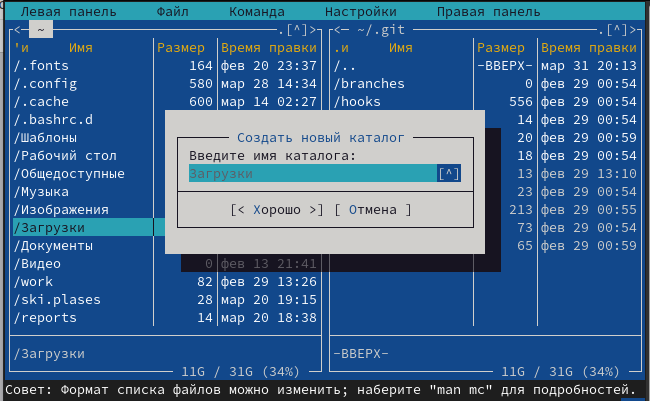 Левая панель Файл Команда Настройки Правая панель
<─ ~ .[^]> <─ ~/.git .[^]>
'и Имя Размер Время правки .и Имя Размер Время правки
/.fonts 164 фев 20 23:37 /.. -ВВЕРХ- мар 31 20:13
/.config 580 мар 28 14:34 /branches 0 фев 29 00:54
/.cache 600 мар 14 02:27 /hooks 556 фев 29 00:54
/.bashrc.d 14 фев 29 00:54
/Шаблоны 20 фев 29 00:59
/Рабочий стол 18 фев 29 00:54
/Общедоступные 13 фев 29 13:10
/Музыка 23 фев 29 00:54
/Изображения 213 фев 29 00:55
/Загрузки 73 фев 29 00:54
/Документы 65 фев 29 00:59
Создать новый каталог
Введите имя каталога:
Загрузки [^]
[< Хорошо >] [ Отмена ]
/Видео 0 фев 13 21:41
/work 82 фев 29 13:26
/ski.plases 28 мар 20 19:15
/reports 14 мар 20 18:38
/Загрузки -ВВЕРХ-
11G / 31G (34%) 11G / 31G (34%)
Совет: Формат списка файлов можно изменить; наберите "man mc" для подробностей.